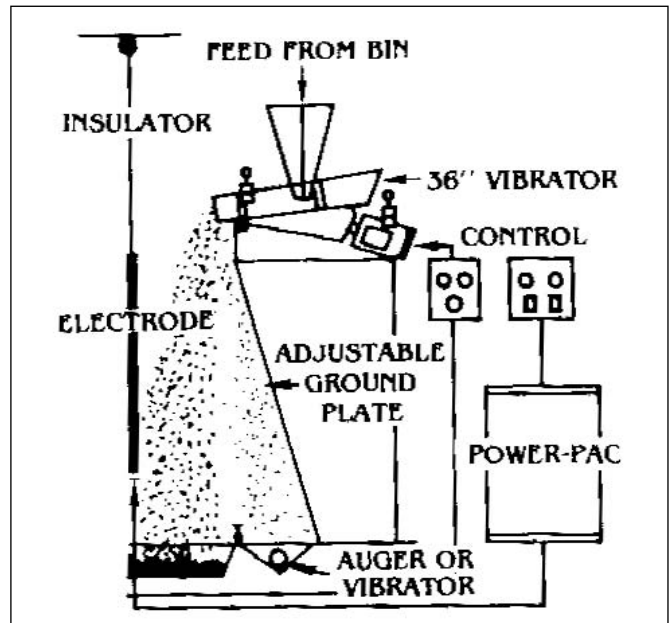 FEED FROM BIN
INSULATOR
36" VIBRATOR
CONTROL
ELECTRODE
ADJUSTABLE
GROUND
PLATE
POWER-PAC
AUGER OR
VIBRATOR